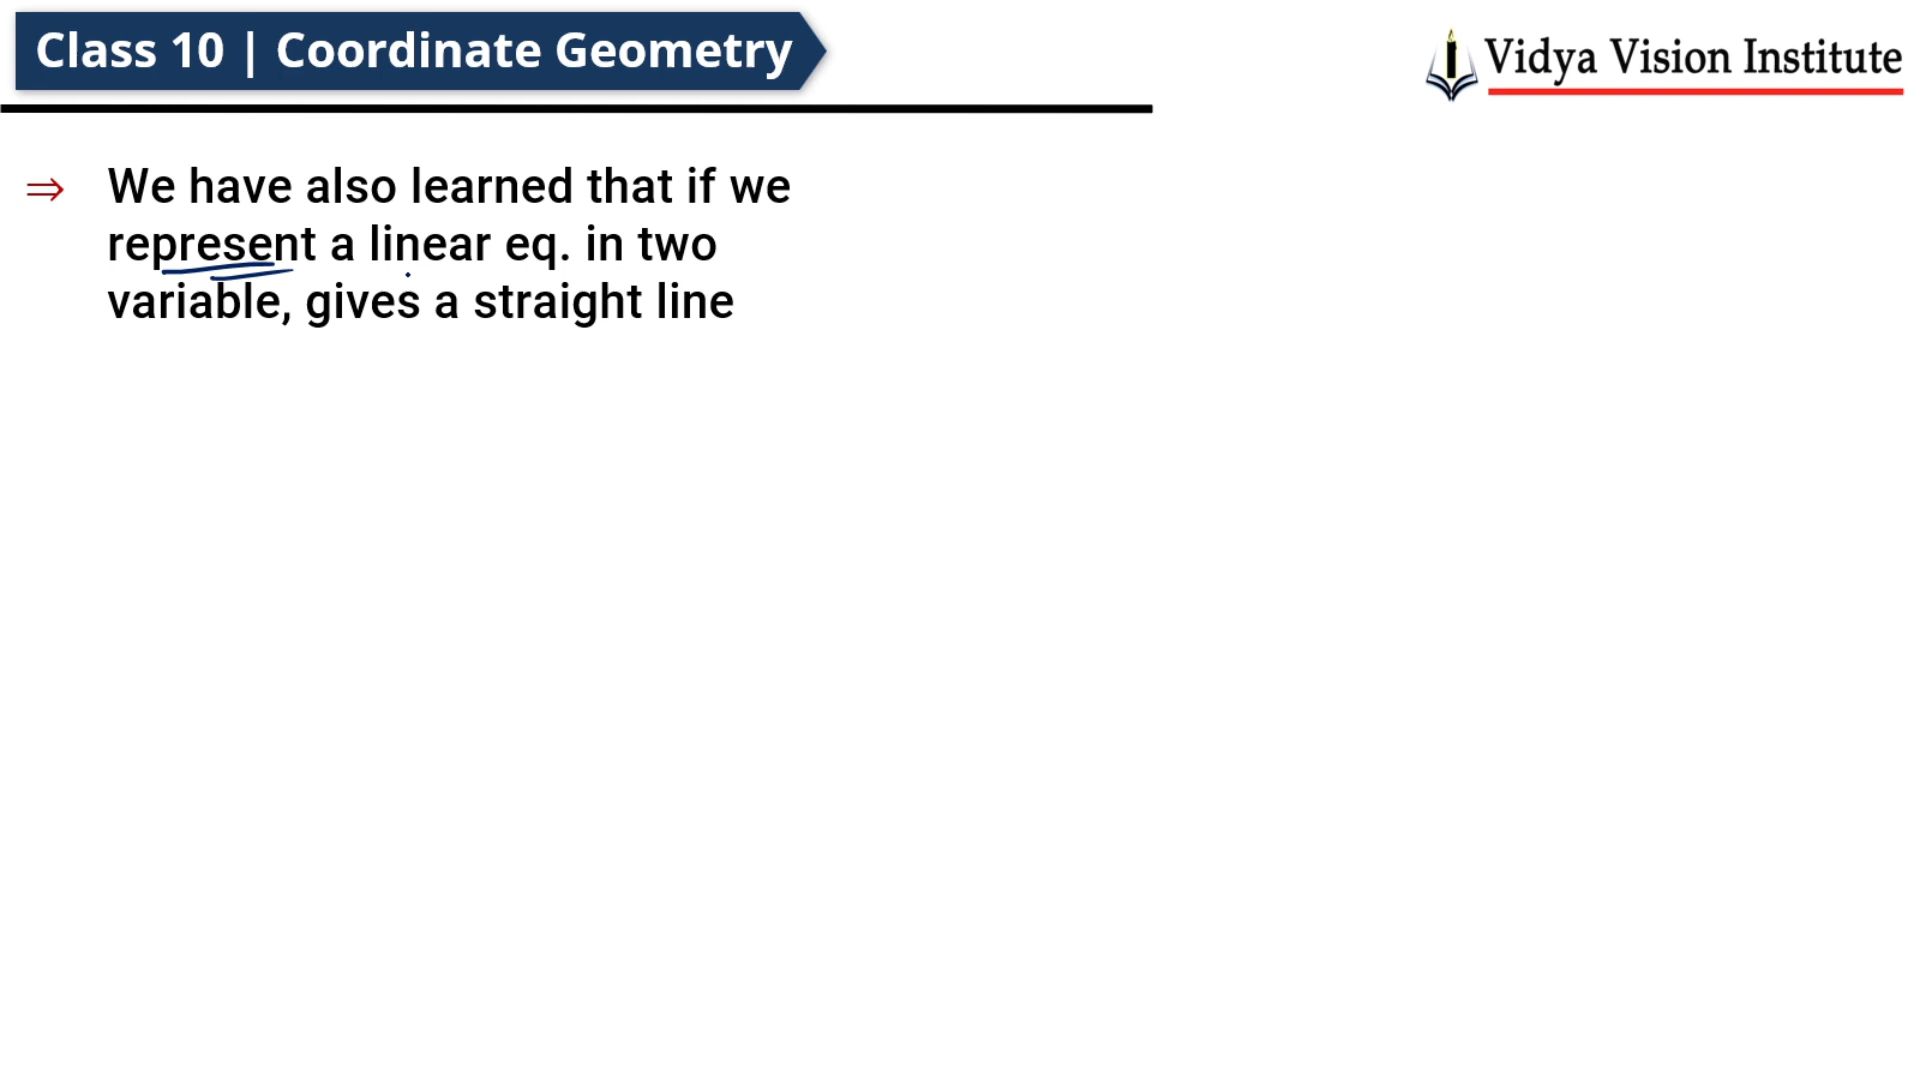 Class 10 | Coordinate Geometry
Vidya Vision Institute
⇒ We have also learned that if we
represent a linear eq. in two
variable, gives a straight line